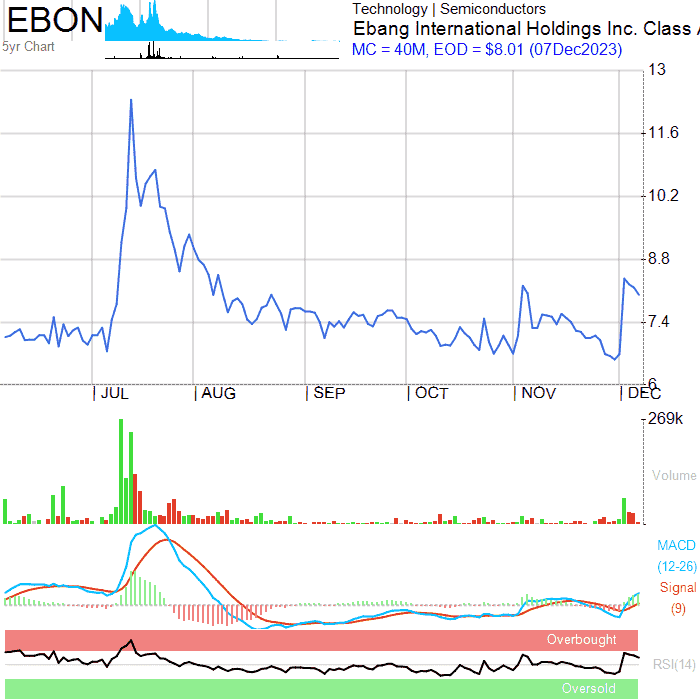 EBON
5yr Chart
Technology | Semiconductors
Ebang International Holdings Inc. Class A
MC = 40M, EOD = $8.01 (07Dec2023)
13
11.6
10.2
8.8
7.4
6
JUL AUG SEP OCT NOV DEC
269k
Volume
MACD
(12-26)
Signal
(9)
Overbought
RSI(14)
Oversold